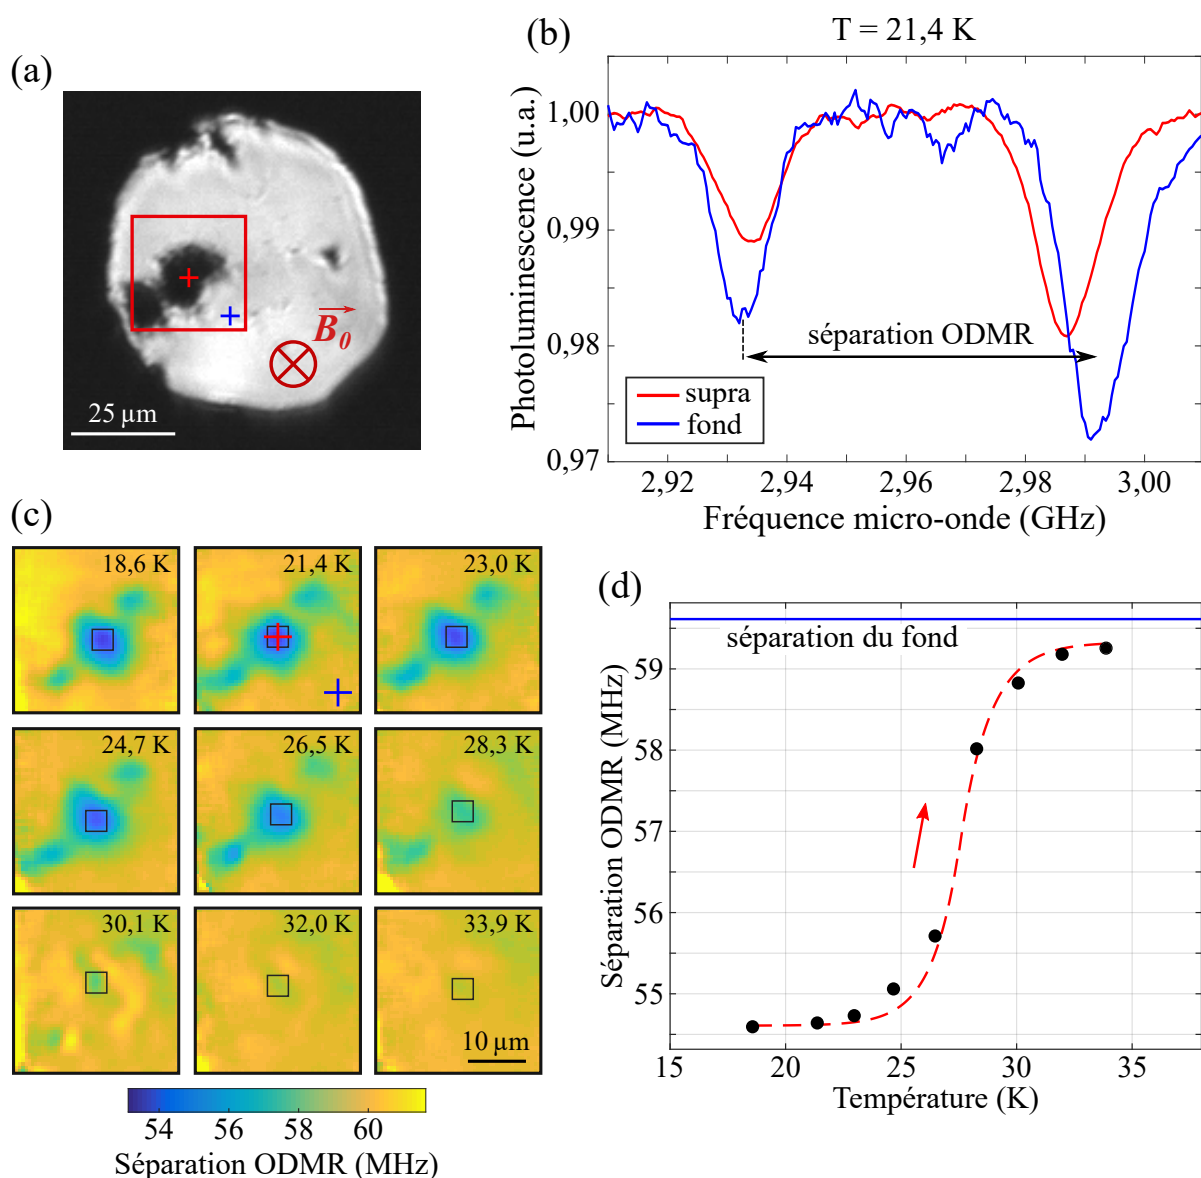 (a)
B₀
25 µm
(b)
T = 21,4 K
Photoluminescence (u.a.)
1.00
0,99
0,98
0,97
séparation ODMR
supra
fond
2,92
2,94
2,96
2,98
3,00
Fréquence micro-onde (GHz)
(c)
18,6 K
21,4 K
23,0 K
24,7 K
26,5 K
28,3 K
30,1 K
32,0 K
33,9 K
10 µm
54
56
58
60
Séparation ODMR (MHz)
(d)
séparation du fond
Séparation ODMR (MHz)
59
58
57
56
55
54
15
20
25
30
35
Température (K)